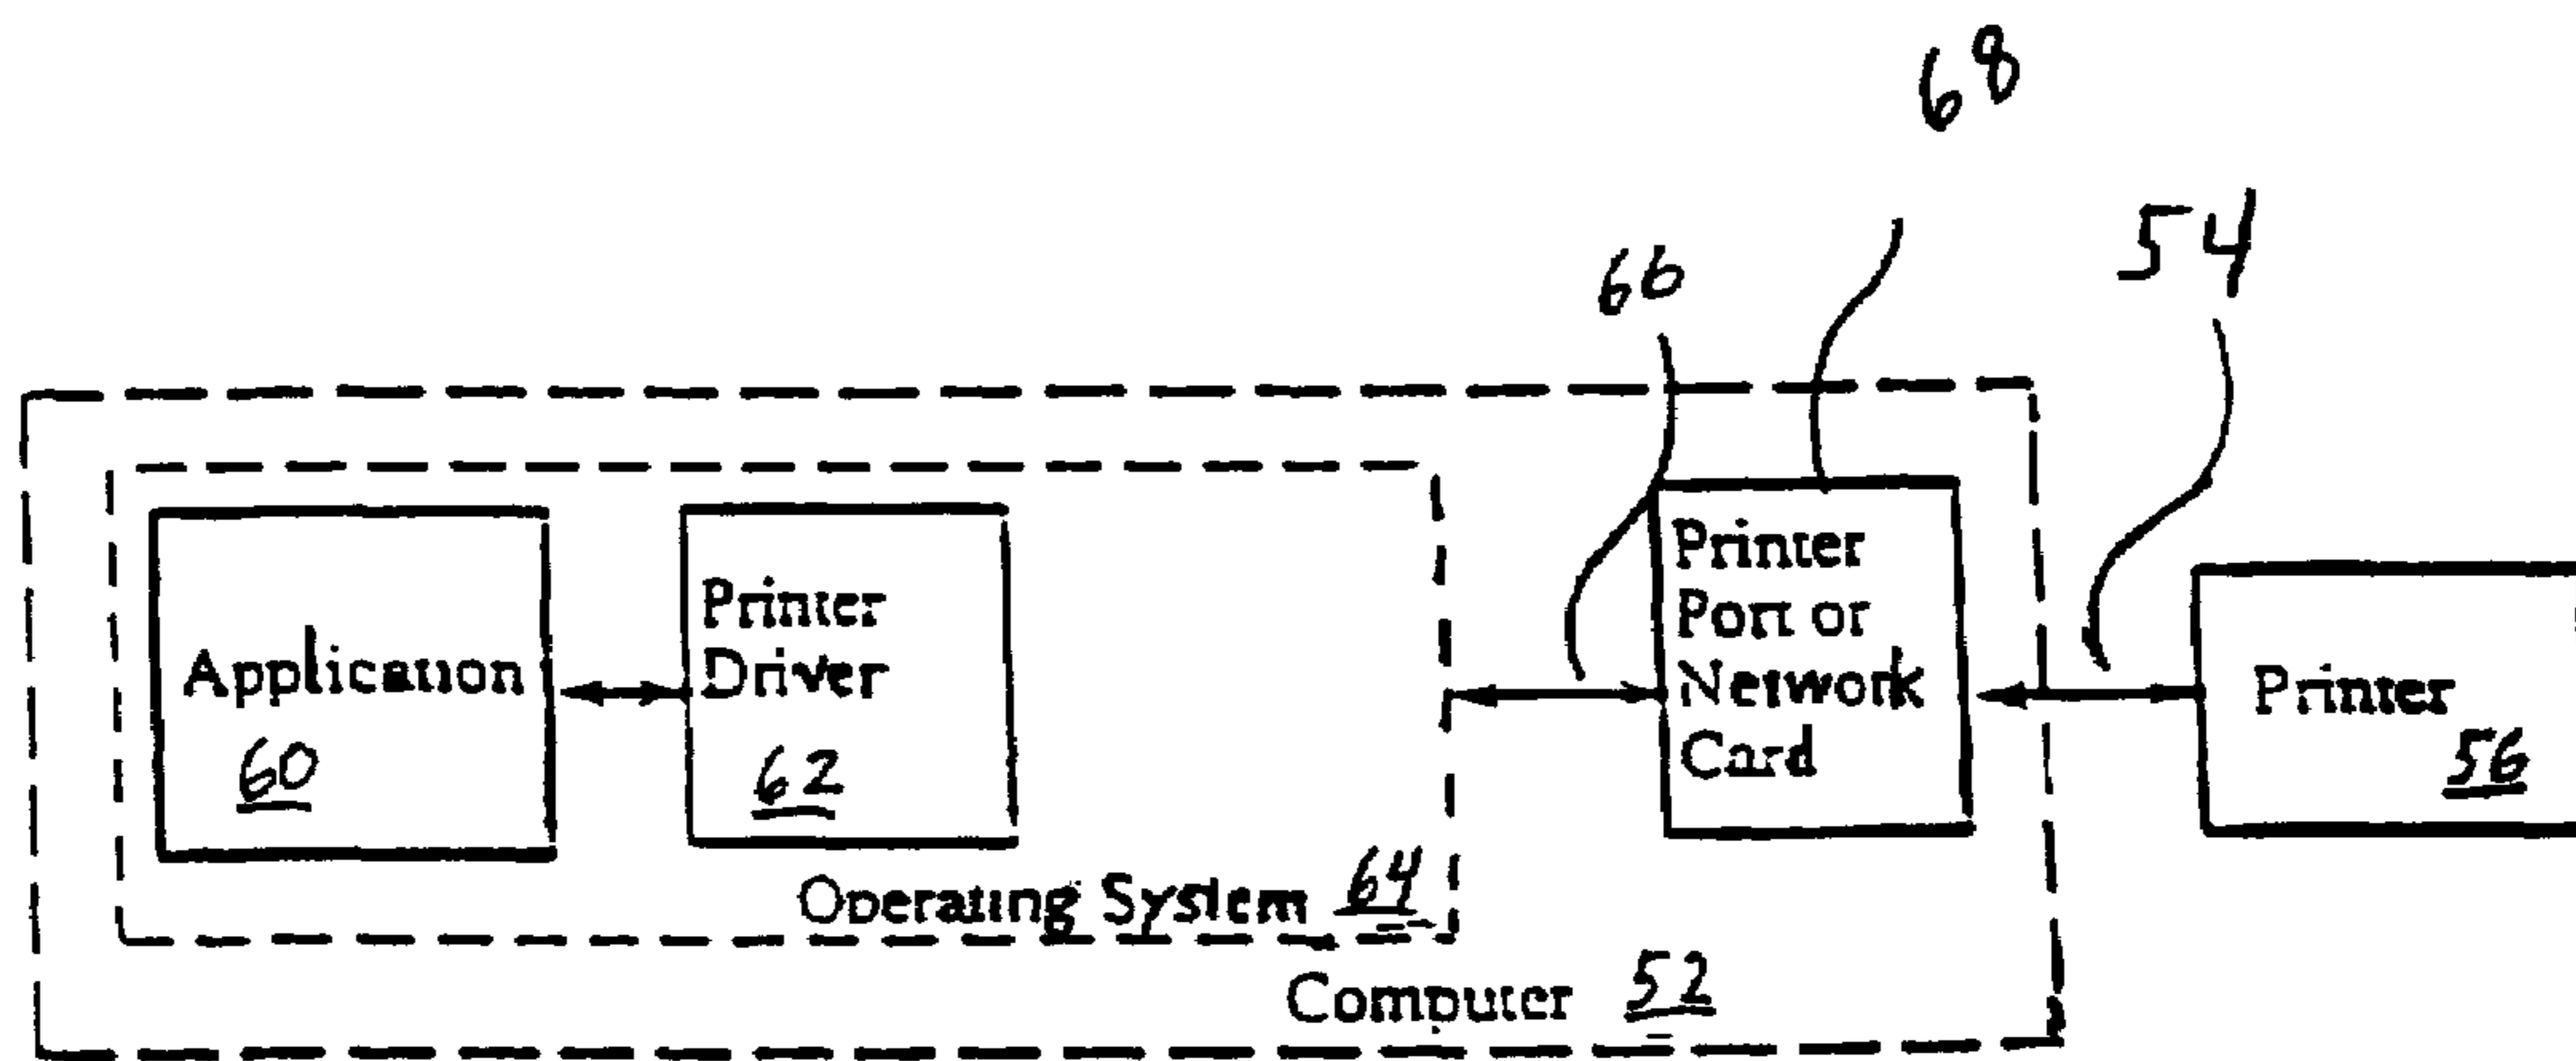 68
54
66
Application
60
Printer
Driver
62
Printer
Port or
Network
Card
Printer
56
Operating System 64
Computer 52